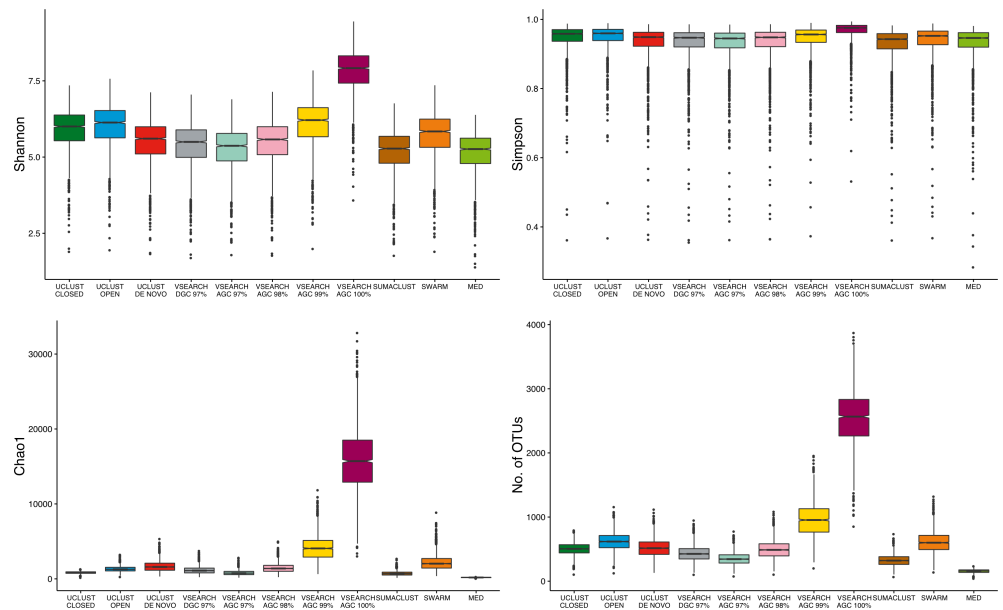 Shannon
7.5
5.0
2.5
UCLUST CLOSED
UCLUST OPEN
UCLUST DE NOVO
VSEARCH DGC 97%
VSEARCH AGC 97%
VSEARCH AGC 98%
VSEARCH AGC 99%
VSEARCH AGC 100%
SUMACLUST
SWARM
MED
Simpson
1.0
0.8
0.6
0.4
UCLUST CLOSED
UCLUST OPEN
UCLUST DE NOVO
VSEARCH DGC 97%
VSEARCH AGC 97%
VSEARCH AGC 98%
VSEARCH AGC 99%
VSEARCH AGC 100%
SUMACLUST
SWARM
MED
Chao1
30000
20000
10000
0
UCLUST CLOSED
UCLUST OPEN
UCLUST DE NOVO
VSEARCH DGC 97%
VSEARCH AGC 97%
VSEARCH AGC 98%
VSEARCH AGC 99%
VSEARCH AGC 100%
SUMACLUST
SWARM
MED
No. of OTUs
4000
3000
2000
1000
0
UCLUST CLOSED
UCLUST OPEN
UCLUST DE NOVO
VSEARCH DGC 97%
VSEARCH AGC 97%
VSEARCH AGC 98%
VSEARCH AGC 99%
VSEARCH AGC 100%
SUMACLUST
SWARM
MED